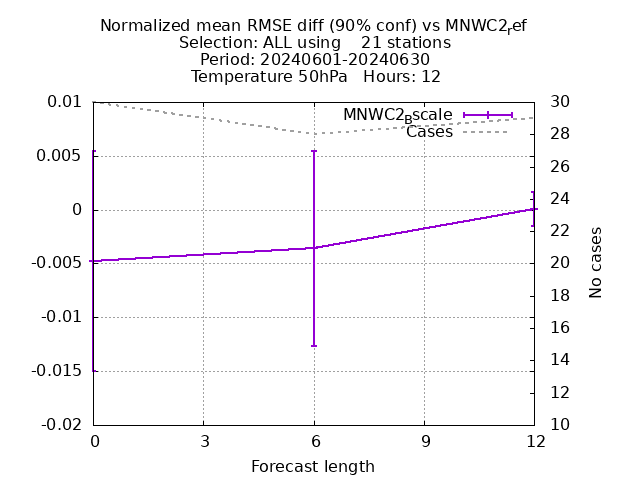 Normalized mean RMSE diff (90% conf) vs MNWC2ref
Selection: ALL using    21 stations
Period: 20240601-20240630
Temperature 50hPa   Hours: 12
0.01
0.005
0
-0.005
-0.01
-0.015
-0.02
MNWC2Bscale
Cases
30
28
26
24
22
20
18
16
14
12
10
No cases
0
3
6
9
12
Forecast length